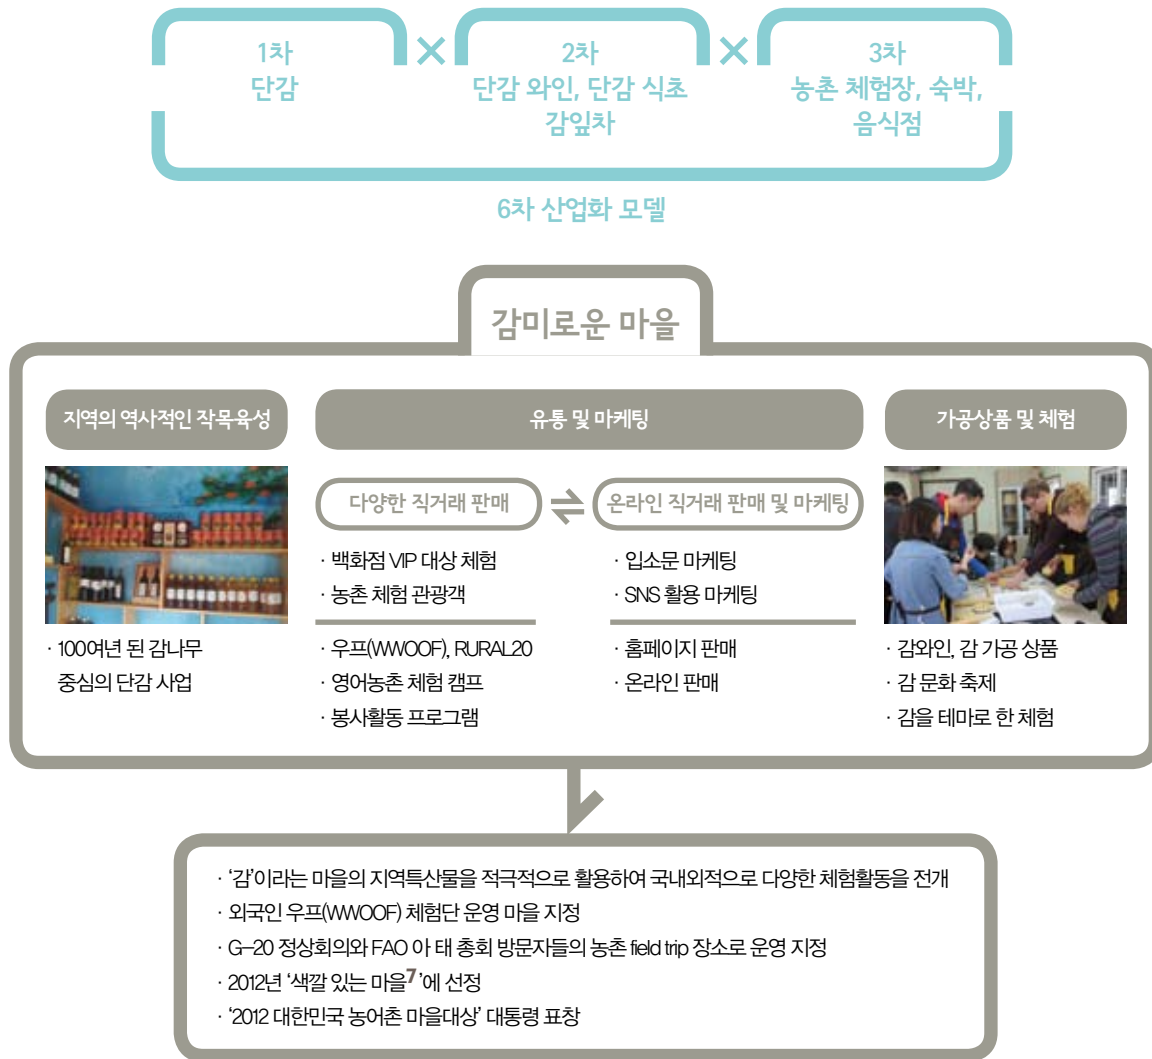 1차
단감
×
2차
단감 와인, 단감 식초
감잎차
×
3차
농촌 체험장, 숙박,
음식점
6차 산업화 모델
감미로운 마을
지역의 역사적인 작목육성
· 100여년 된 감나무
중심의 단감 사업
유통 및 마케팅
다양한 직거래 판매
· 백화점 VIP 대상 체험
· 농촌 체험 관광객
· 우프(WWOOF), RURAL20
· 영어농촌 체험 캠프
· 봉사활동 프로그램
⇌
온라인 직거래 판매 및 마케팅
· 입소문 마케팅
· SNS 활용 마케팅
· 홈페이지 판매
· 온라인 판매
가공상품 및 체험
· 감와인, 감 가공 상품
· 감 문화 축제
· 감을 테마로 한 체험
· ‘감’이라는 마을의 지역특산물을 적극적으로 활용하여 국내외적으로 다양한 체험활동을 전개
· 외국인 우프(WWOOF) 체험단 운영 마을 지정
· G-20 정상회의와 FAO 아 태 총회 방문자들의 농촌 field trip 장소로 운영 지정
· 2012년 ‘색깔 있는 마을7’에 선정
· ‘2012 대한민국 농어촌 마을대상’ 대통령 표창